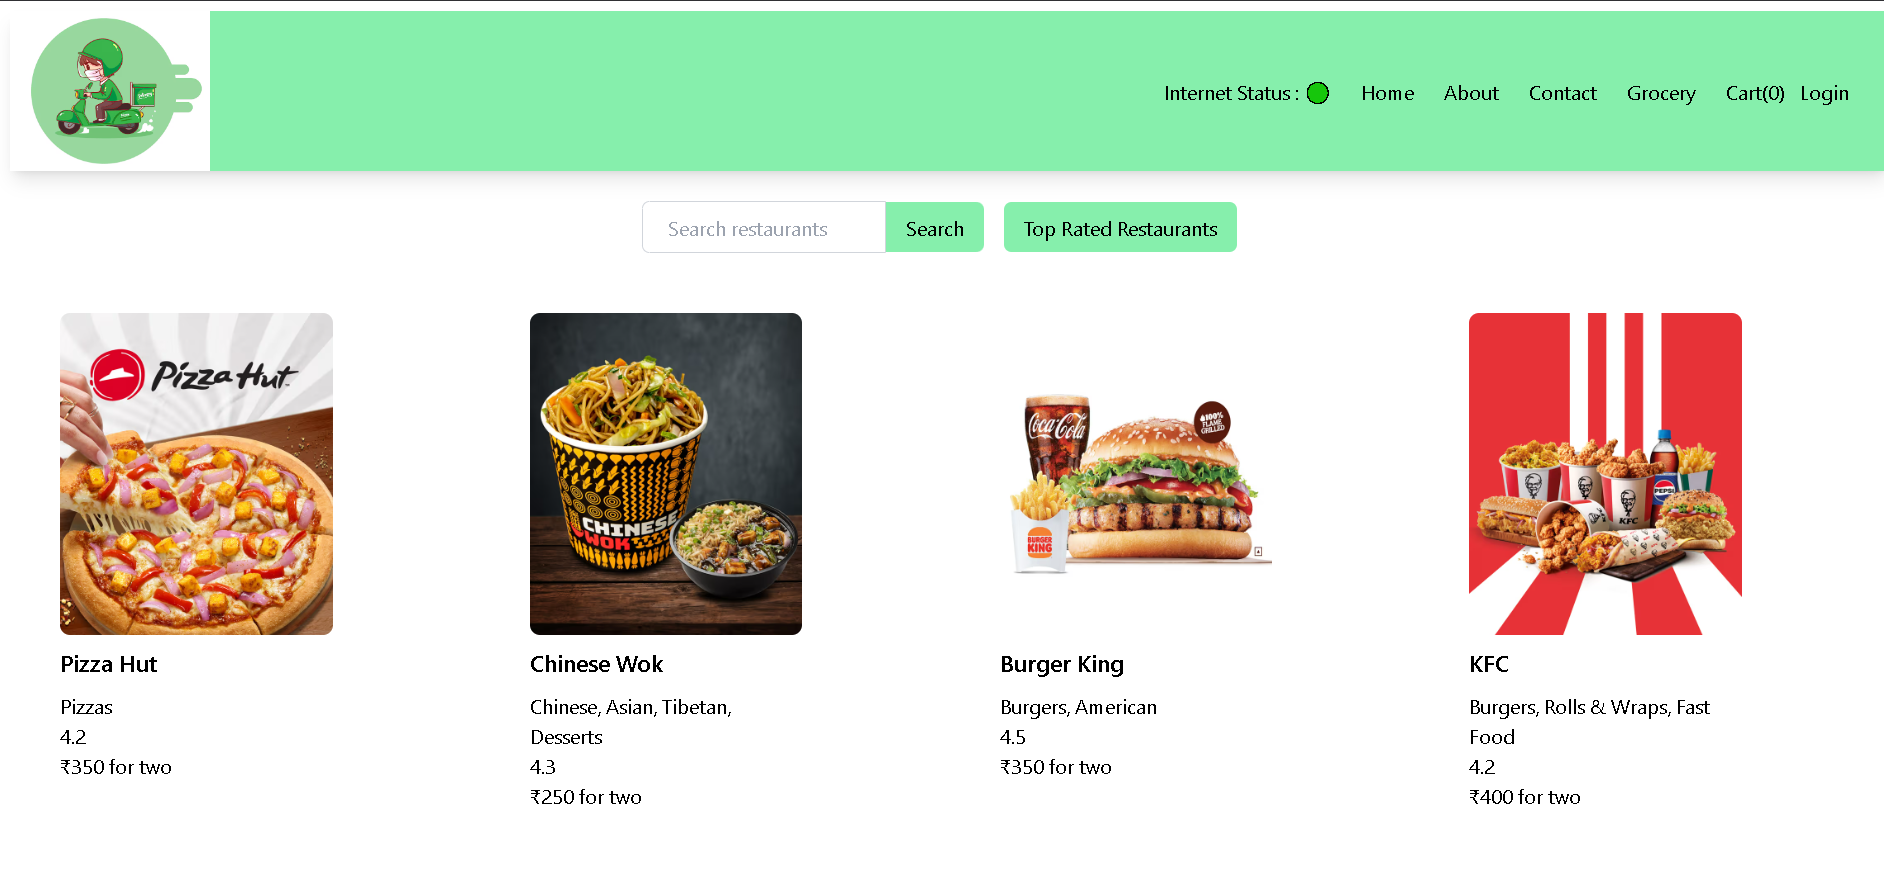 Internet Status :
Home
About
Contact
Grocery
Cart(0)
Login
Search restaurants
Search
Top Rated Restaurants
Pizza Hut
CHINESE
WOK
Coca-Cola
100%
FLAME
GRILLED
BURGER
KING
PEPSI
KFC
Pizza Hut
Pizzas
4.2
₹350 for two
Chinese Wok
Chinese, Asian, Tibetan,
Desserts
4.3
₹250 for two
Burger King
Burgers, American
4.5
₹350 for two
KFC
Burgers, Rolls & Wraps, Fast
Food
4.2
₹400 for two